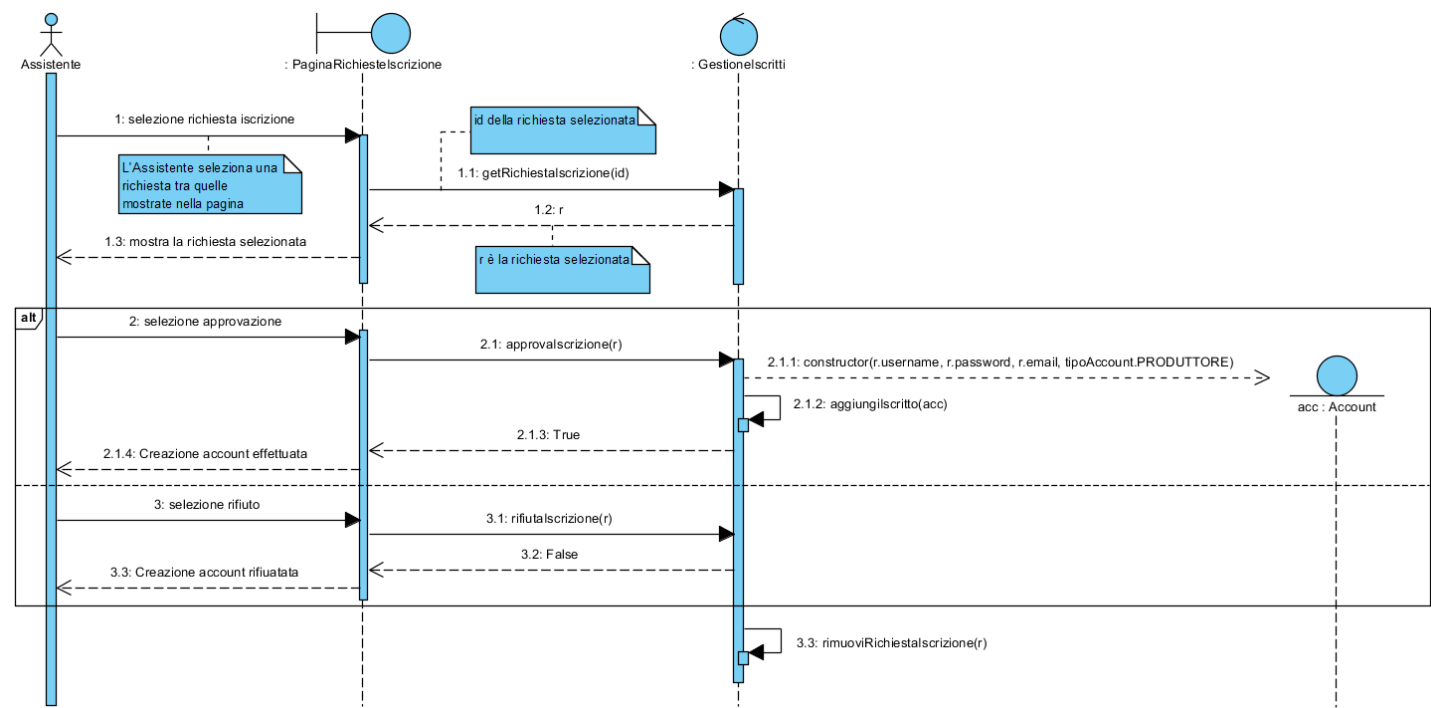 Assistente
: PaginaRichiesteIscrizione
: GestioneIscritti
1: selezione richiesta iscrizione
id della richiesta selezionata
L'Assistente seleziona una
richiesta tra quelle
mostrate nella pagina
1.1: getRichiestaIscrizione(id)
1.2: r
1.3: mostra la richiesta selezionata
r è la richiesta selezionata
alt
2: selezione approvazione
2.1: approvaIscrizione(r)
2.1.1: constructor(r.username, r.password, r.email, tipoAccount.PRODUTTORE)
acc : Account
2.1.2: aggiungiIscritto(acc)
2.1.3: True
2.1.4: Creazione account effettuata
3: selezione rifiuto
3.1: rifiutaIscrizione(r)
3.2: False
3.3: Creazione account rifiuatata
3.3: rimuoviRichiestaIscrizione(r)